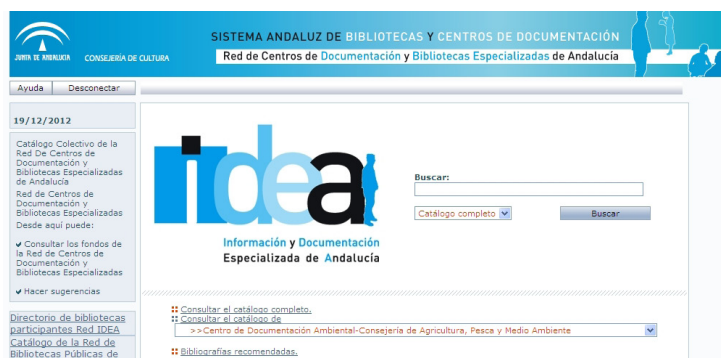 SISTEMA ANDALUZ DE BIBLIOTECAS Y CENTROS DE DOCUMENTACIÓN
JUNTA DE ANDALUCIA CONSEJERÍA DE CULTURA
Red de Centros de Documentación y Bibliotecas Especializadas de Andalucía
Ayuda Desconectar
19/12/2012
Catálogo Colectivo de la
Red De Centros de
Documentación y
Bibliotecas Especializadas
de Andalucía
Red de Centros de
Documentación y
Bibliotecas Especializadas
Desde aquí puede:
Consultar los fondos de
la Red de Centros de
Documentación y
Bibliotecas Especializadas
Hacer sugerencias
Directorio de bibliotecas
participantes Red IDEA
Catálogo de la Red de
Bibliotecas Públicas de
idea
Información y Documentación
Especializada de Andalucía
Buscar:
Catálogo completo Buscar
Consultar el catálogo completo.
Consultar el catálogo de
>>Centro de Documentación Ambiental-Consejería de Agricultura, Pesca y Medio Ambiente
Bibliografías recomendadas.